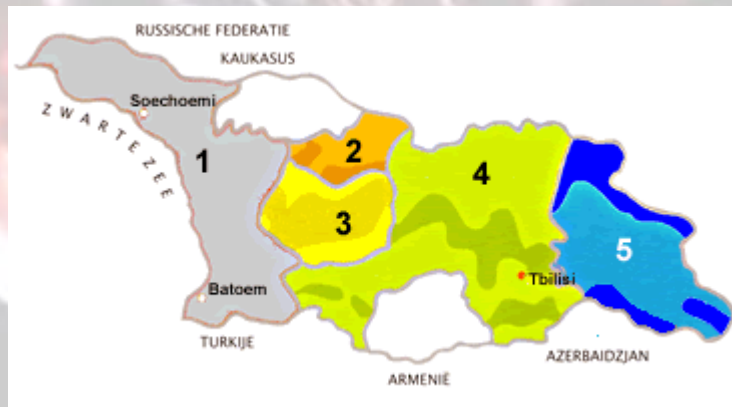 RUSSISCHE FEDERATIE
KAUKASUS
Soechoemi
ZWARTE ZEE
1
2
3
4
5
Tbilisi
Batoem
TURKIJE
AZERBAIDZJAN
ARMENIË